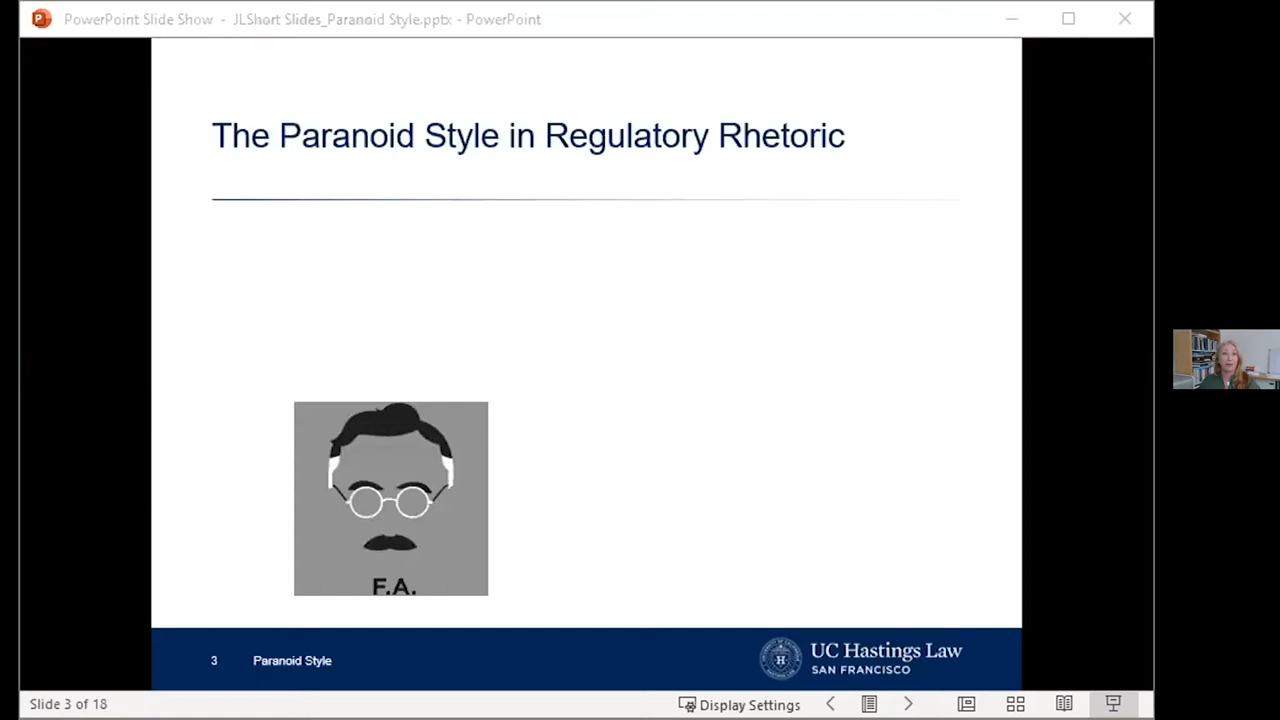 PowerPoint Slide Show - JLShort Slides_Paranoid Style.pptx - PowerPoint
The Paranoid Style in Regulatory Rhetoric
F.A.
3 Paranoid Style
UC Hastings Law
SAN FRANCISCO
Slide 3 of 18
Display Settings